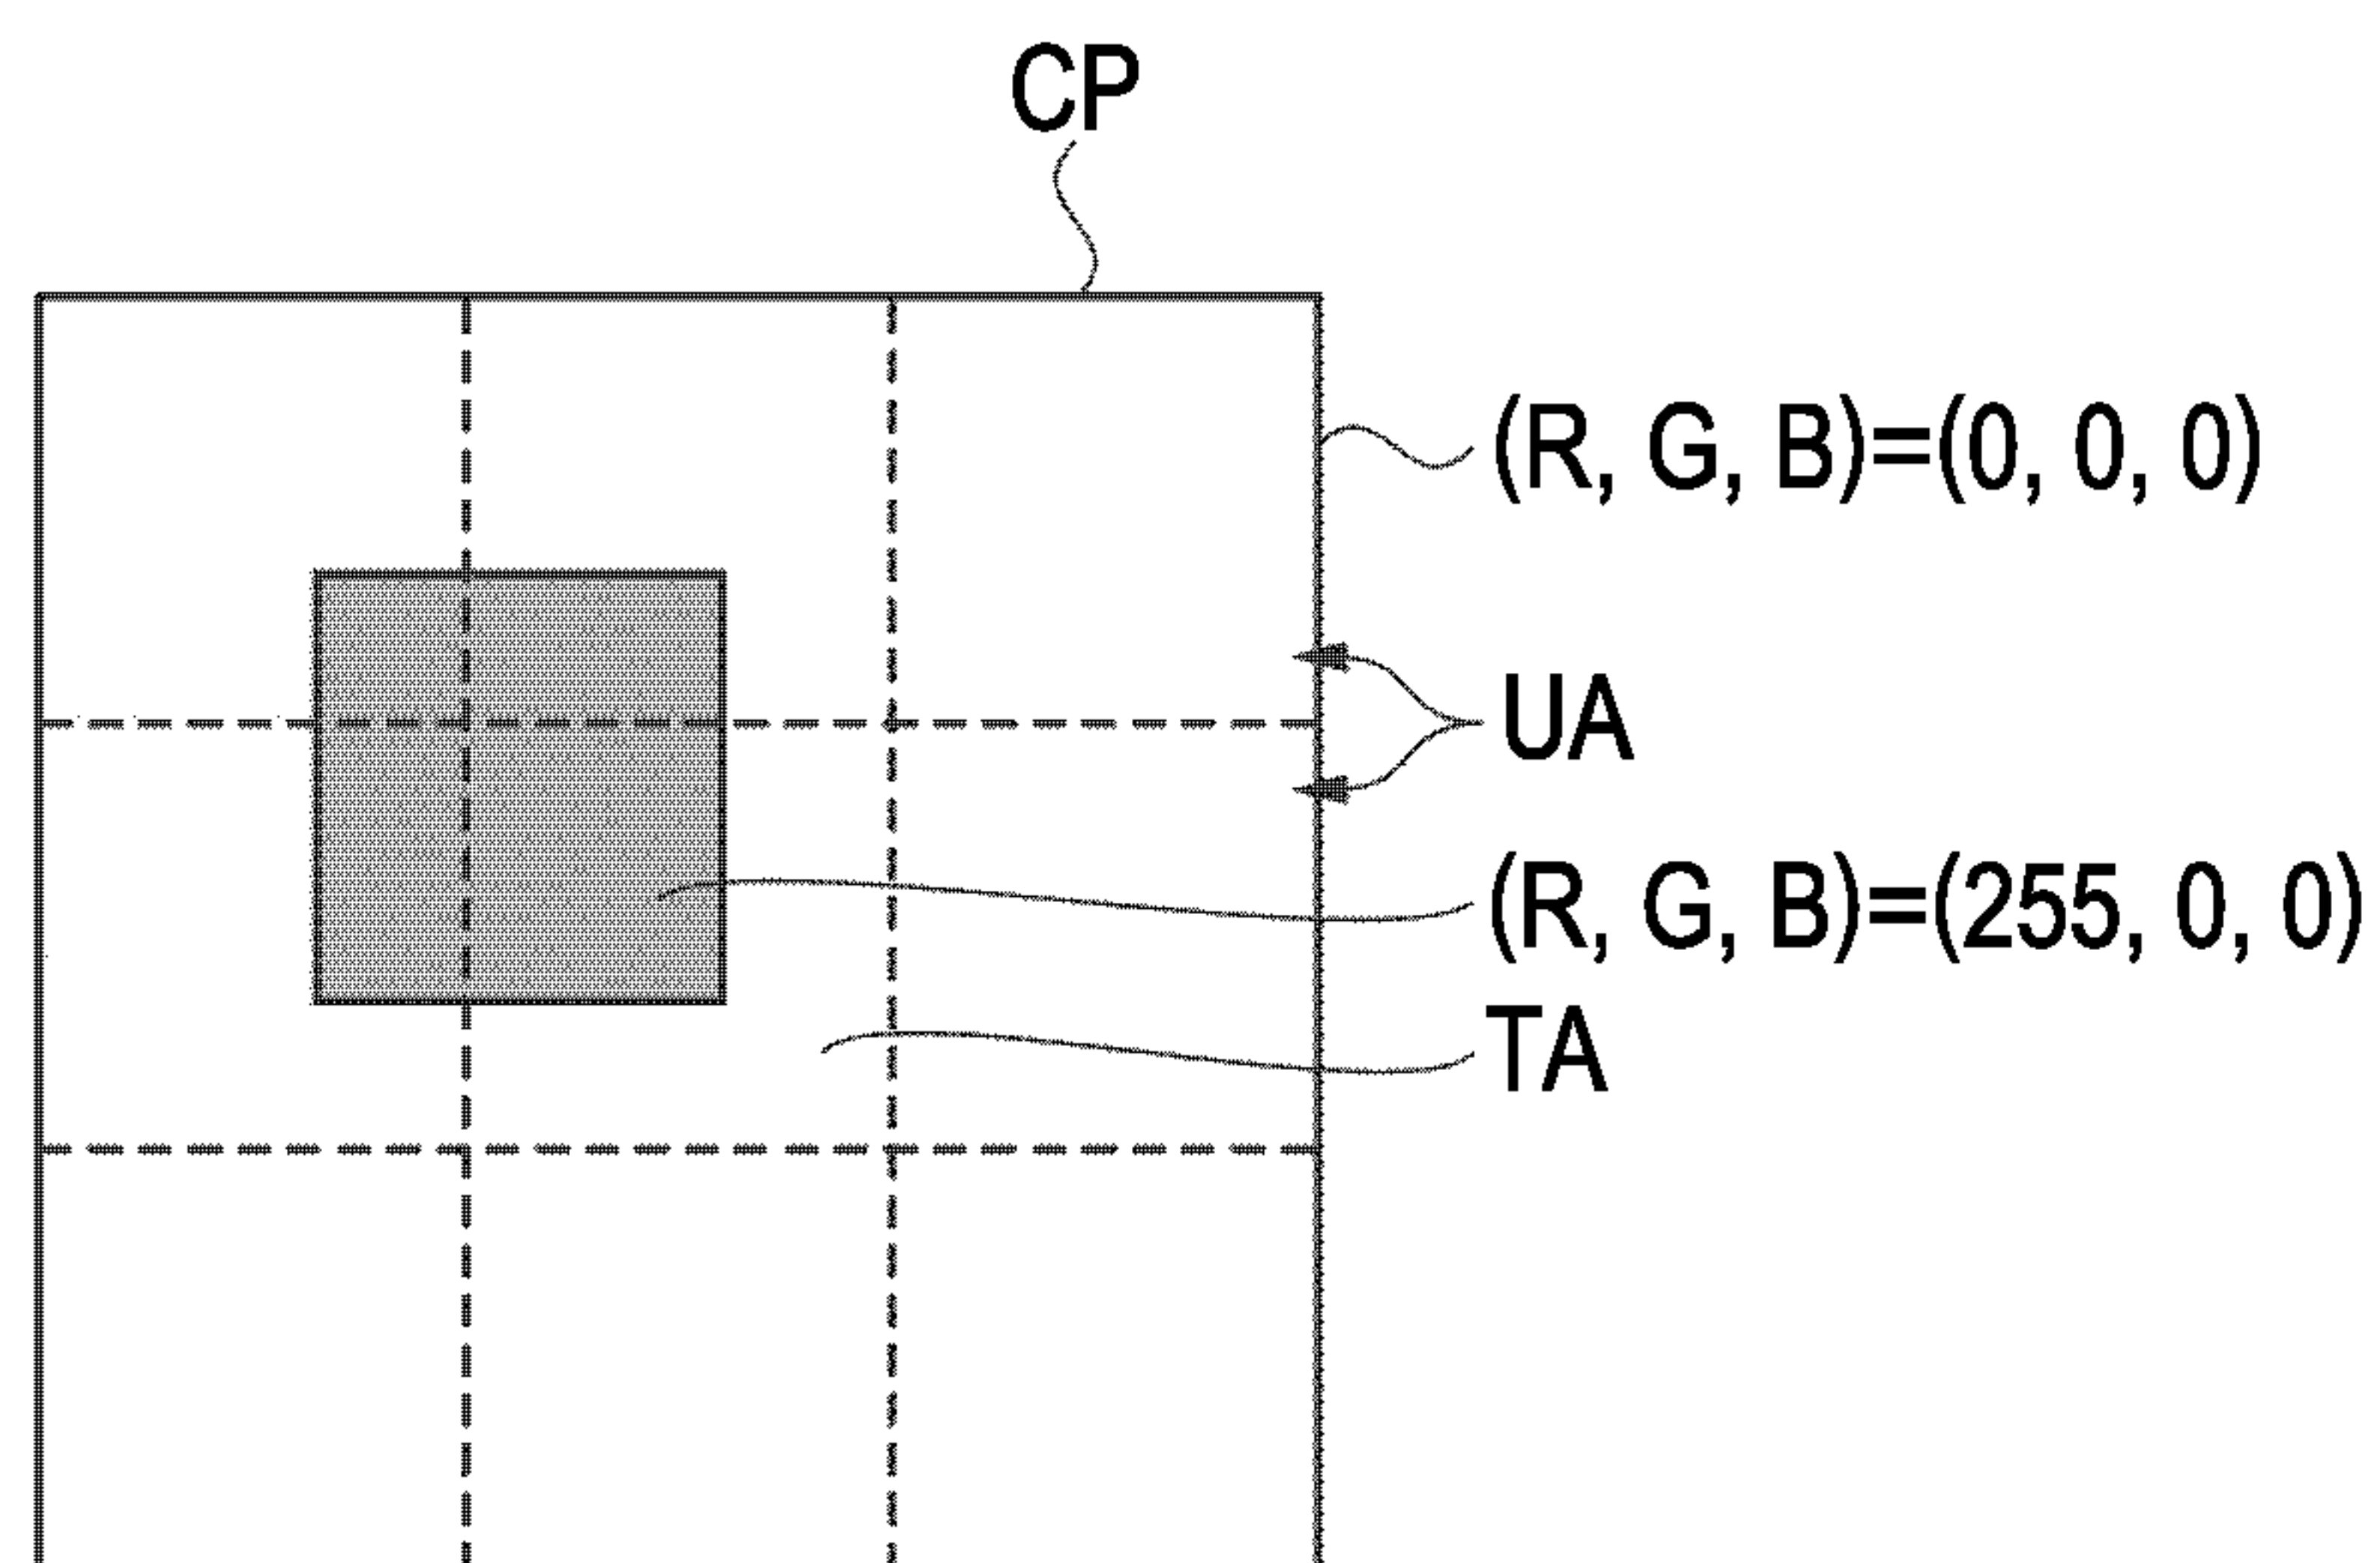 CP
(R, G, B)=(0, 0, 0)
UA
(R, G, B)=(255, 0, 0)
TA